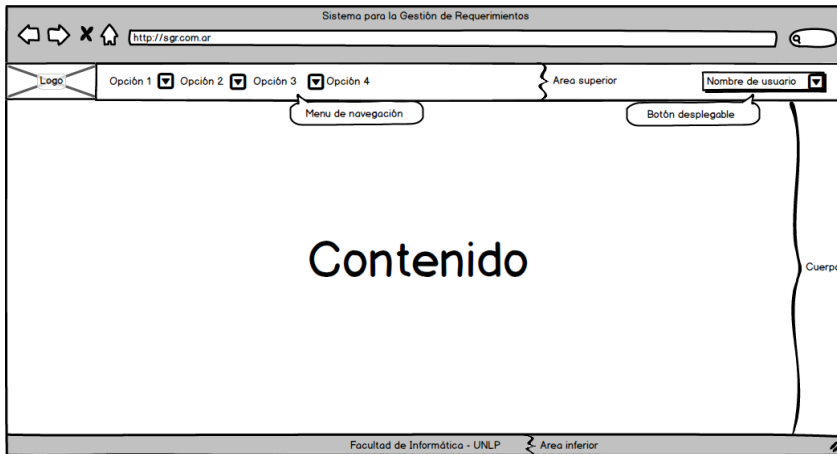 Sistema para la Gestión de Requerimientos
http://sgr.com.ar
Logo Opción 1 Opción 2 Opción 3 Opción 4 Area superior Nombre de usuario
Menu de navegación Botón desplegable
Contenido
Cuerpo
Facultad de Informática - UNLP Area inferior